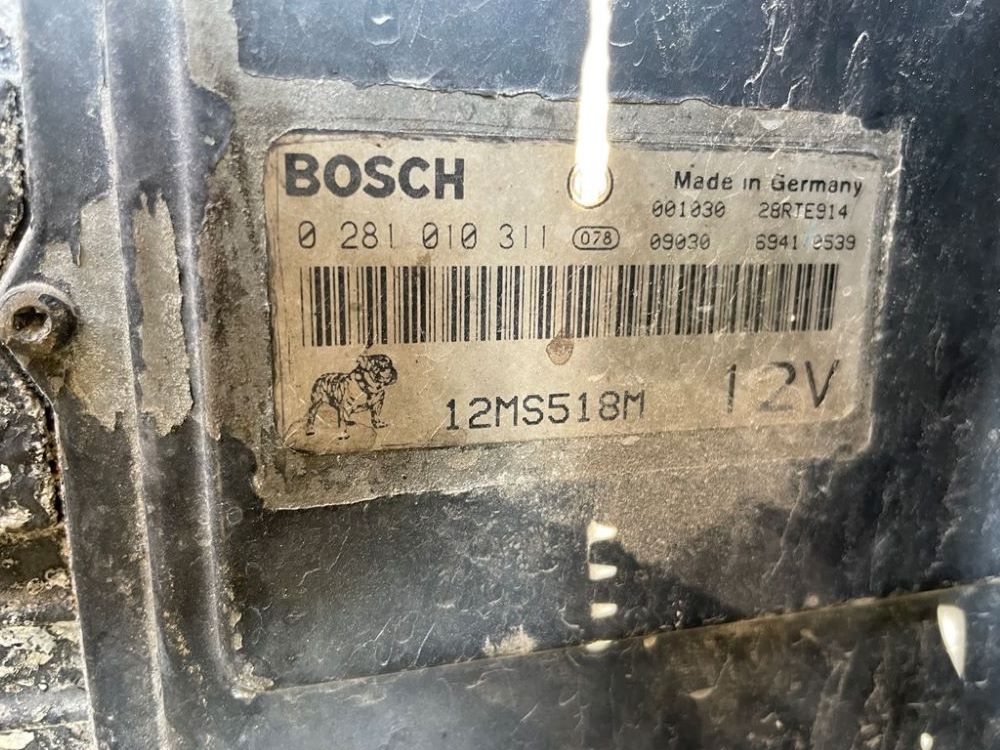 BOSCH
Made in Germany
001030 28RTE914
0 281 010 311 078 09030 6941 0539
12MS518M 12V